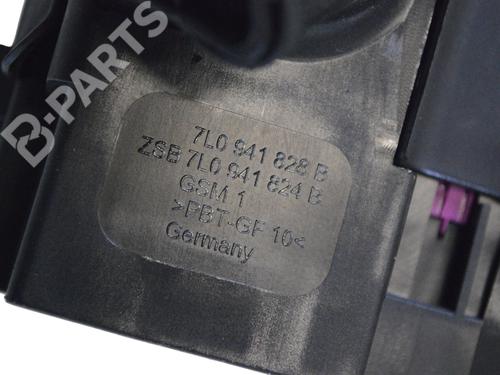 B-PARTS
7L0 941 828 B
ZSB 7L0 941 824 B
GSM 1
>PBT-GF 10<
Germany